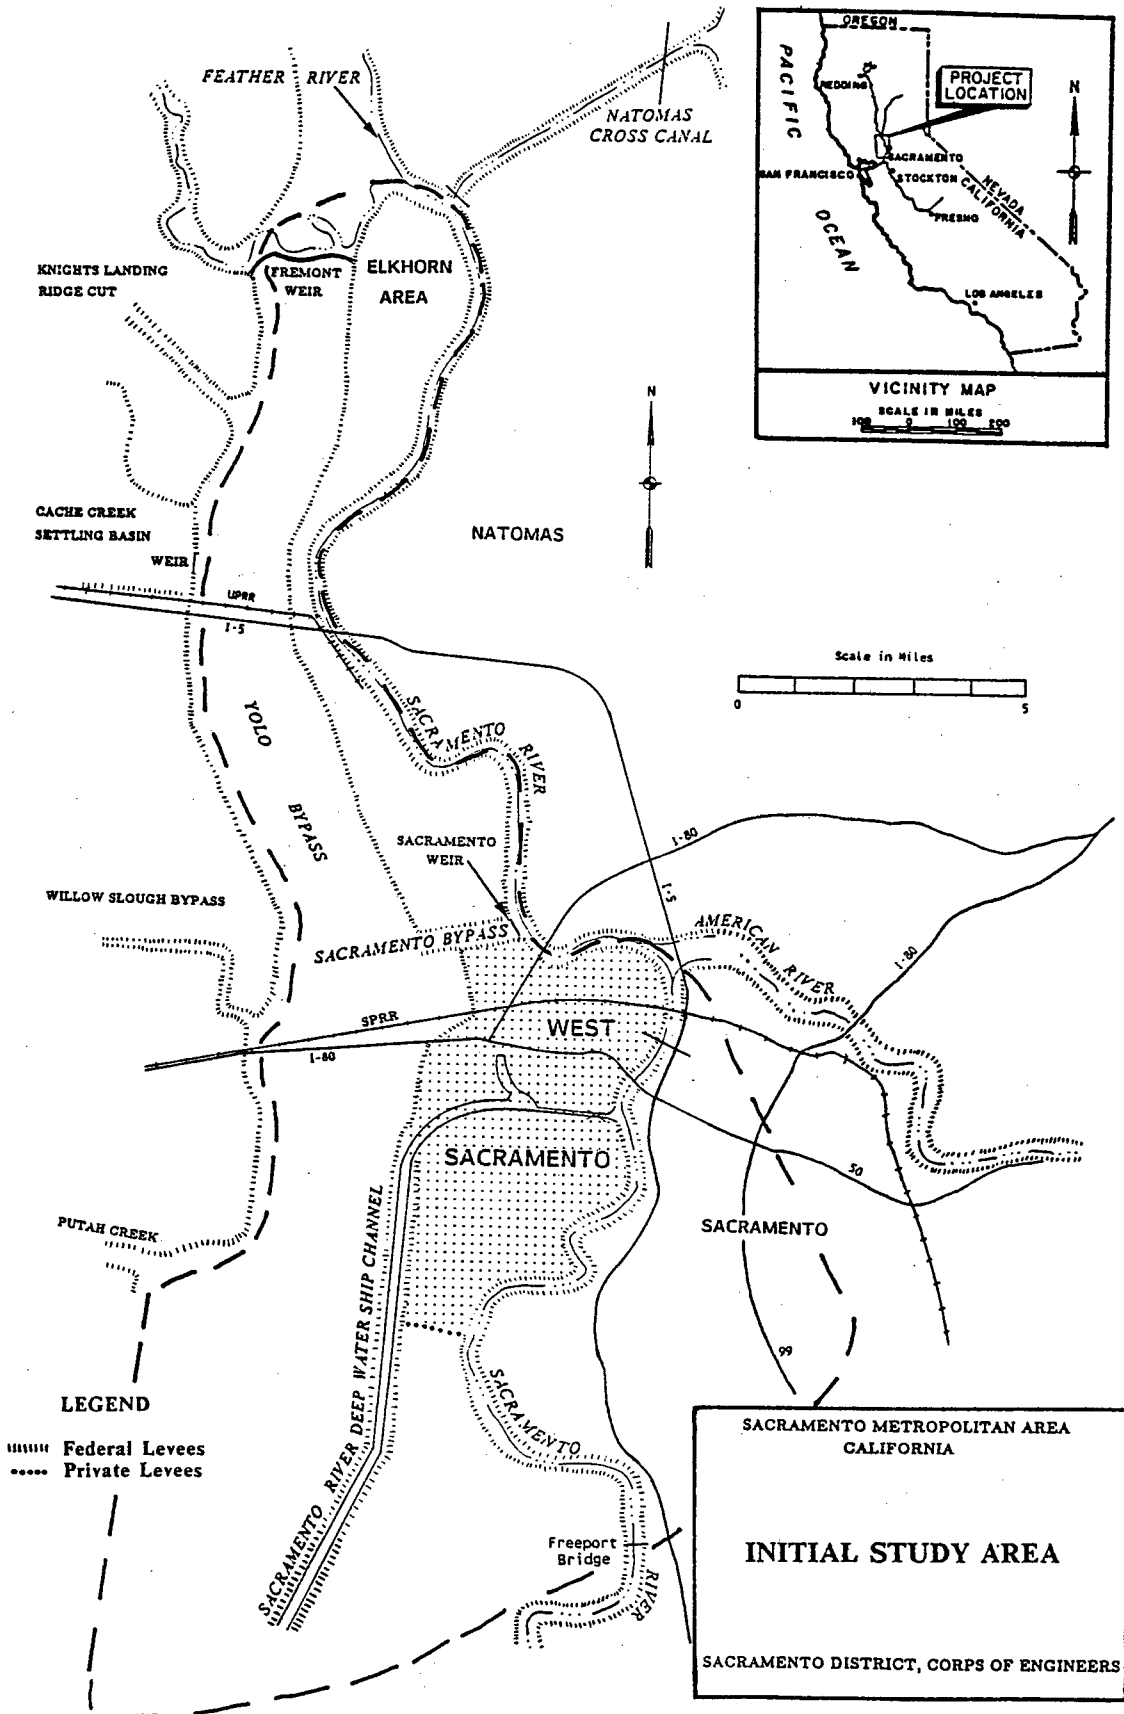 FEATHER RIVER
NATOMAS
CROSS CANAL
OREGON
PACIFIC
OCEAN
REDDING
PROJECT
LOCATION
N
SACRAMENTO
SAN FRANCISCO
STOCKTON
NEVADA
CALIFORNIA
FRESNO
LOS ANGELES
VICINITY MAP
SCALE IN MILES
100 0 100 200
KNIGHTS LANDING
RIDGE CUT
FREMONT
WEIR
ELKHORN
AREA
N
CACHE CREEK
SETTLING BASIN
WEIR
NATOMAS
UPRR
I-5
Scale in Miles
0 5
YOLO
BYPASS
SACRAMENTO
RIVER
SACRAMENTO
WEIR
I-80
I-5
WILLOW SLOUGH BYPASS
SACRAMENTO BYPASS
AMERICAN RIVER
I-80
SPRR
I-80
WEST
SACRAMENTO
50
SACRAMENTO
PUTAH CREEK
SACRAMENTO RIVER DEEP WATER SHIP CHANNEL
99
SACRAMENTO
RIVER
Freeport
Bridge
LEGEND
Federal Levees
Private Levees
SACRAMENTO METROPOLITAN AREA
CALIFORNIA
INITIAL STUDY AREA
SACRAMENTO DISTRICT, CORPS OF ENGINEERS